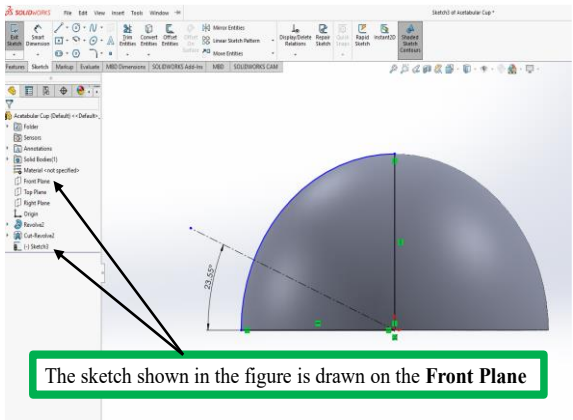 SOLIDWORKS File Edit View Insert Tools Window
Sketch3 of Acetabular Cup *
Exit Sketch
Smart Dimension
Trim Entities
Convert Entities
Offset Entities
Mirror Entities
Linear Sketch Pattern
Move Entities
Display/Delete Relations
Repair Sketch
Quick Snaps
Rapid Sketch
Instant2D
Shaded Sketch Contours
Features Sketch Markup Evaluate MBD Dimensions SOLIDWORKS Add-Ins MBD SOLIDWORKS CAM
Acetabular Cup (Default) <<Default>_
Folder
Sensors
Annotations
Solid Bodies(1)
Material <not specified>
Front Plane
Top Plane
Right Plane
Origin
Revolve2
Cut-Revolve2
(-) Sketch3
23.55°
The sketch shown in the figure is drawn on the Front Plane